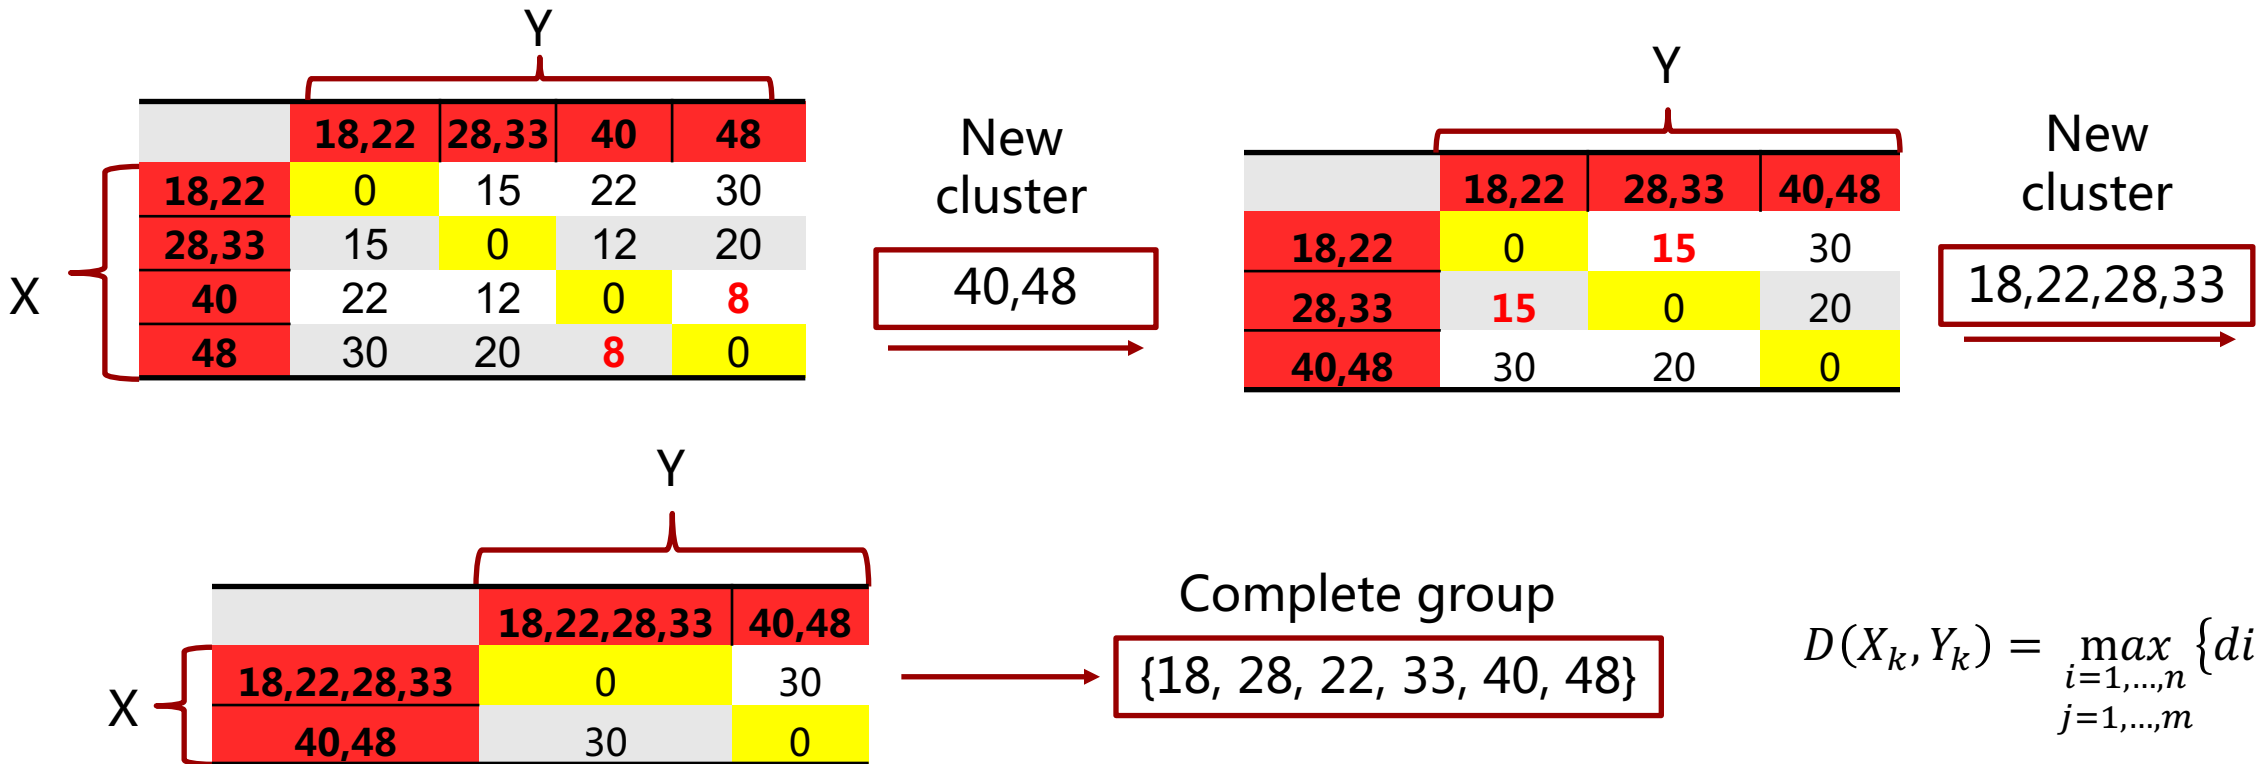 Y
18,22 28,33 40 48
18,22 0 15 22 30
28,33 15 0 12 20
X
40 22 12 0 8
48 30 20 8 0
New
cluster
40,48
Y
18,22 28,33 40,48
18,22 0 15 30
28,33 15 0 20
40,48 30 20 0
New
cluster
18,22,28,33
Y
18,22,28,33 40,48
X
18,22,28,33 0 30
40,48 30 0
Complete group
{18, 28, 22, 33, 40, 48}
D(Xₖ, Yₖ) = max {di
i=1,...,n
j=1,...,m